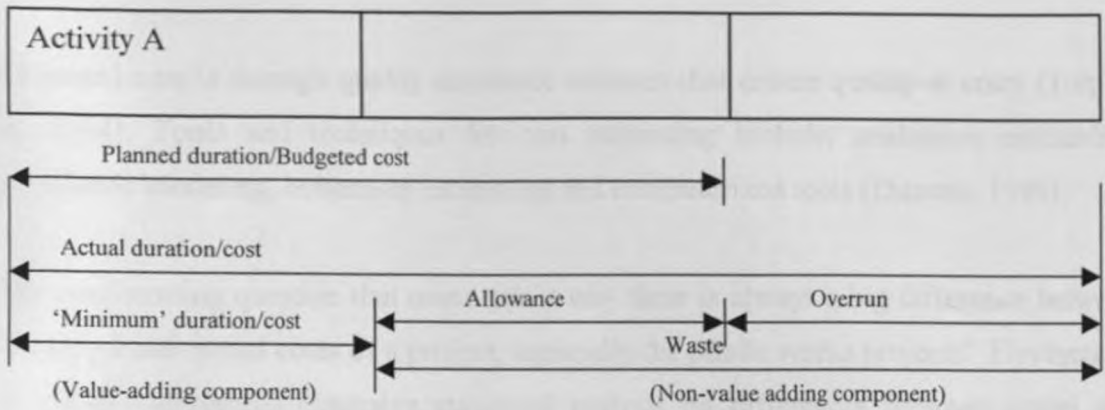 Activity A
Planned duration/Budgeted cost
Actual duration/cost
Allowance Overrun
‘Minimum’ duration/cost
Waste
(Value-adding component) (Non-value adding component)